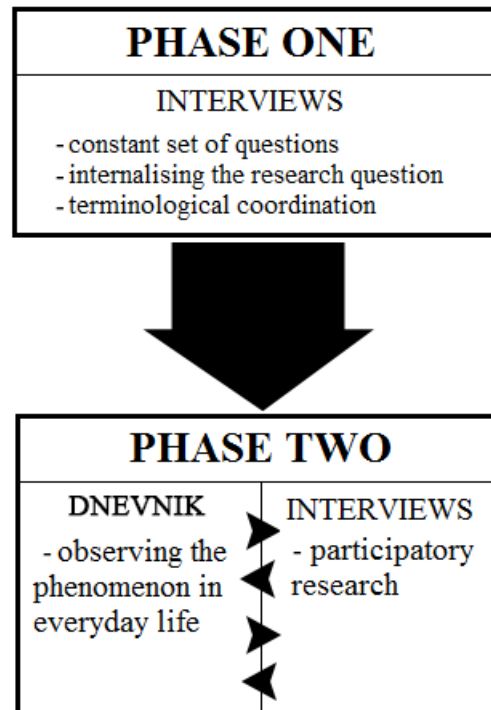 PHASE ONE
INTERVIEWS
- constant set of questions
- internalising the research question
- terminological coordination
PHASE TWO
DNEVNIK
- observing the
phenomenon in
everyday life
INTERVIEWS
- participatory
research